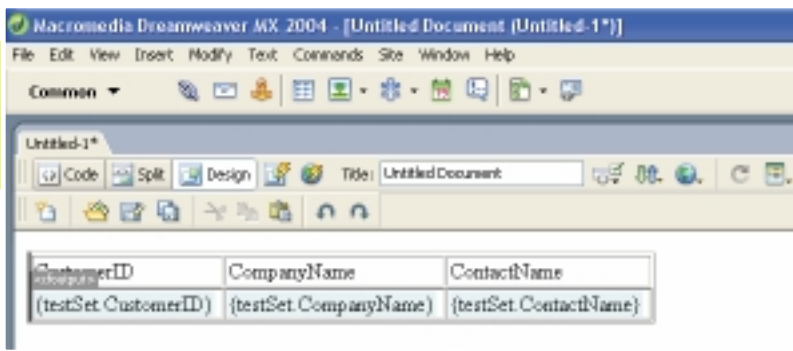 Macromedia Dreamweaver MX 2004 - [Untitled Document (Untitled-1*)]
File Edit View Insert Modify Text Commands Site Window Help
Common
Untitled-1*
Code Split Design Title: Untitled Document
<cfoutput>
CustomerID CompanyName ContactName
{testSet.CustomerID} {testSet.CompanyName} {testSet.ContactName}